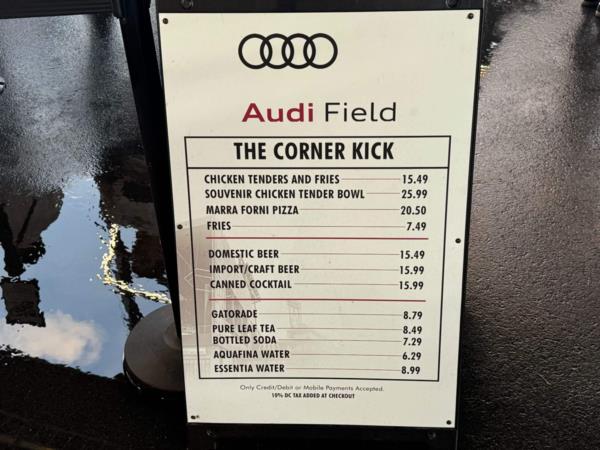 Audi Field
THE CORNER KICK
CHICKEN TENDERS AND FRIES 15.49
SOUVENIR CHICKEN TENDER BOWL 25.99
MARRA FORNI PIZZA 20.50
FRIES 7.49
DOMESTIC BEER 15.49
IMPORT/CRAFT BEER 15.99
CANNED COCKTAIL 15.99
GATORADE 8.79
PURE LEAF TEA 8.49
BOTTLED SODA 7.29
AQUAFINA WATER 6.29
ESSENTIA WATER 8.99
Only Credit/Debit or Mobile Payments Accepted.
10% DC TAX ADDED AT CHECKOUT